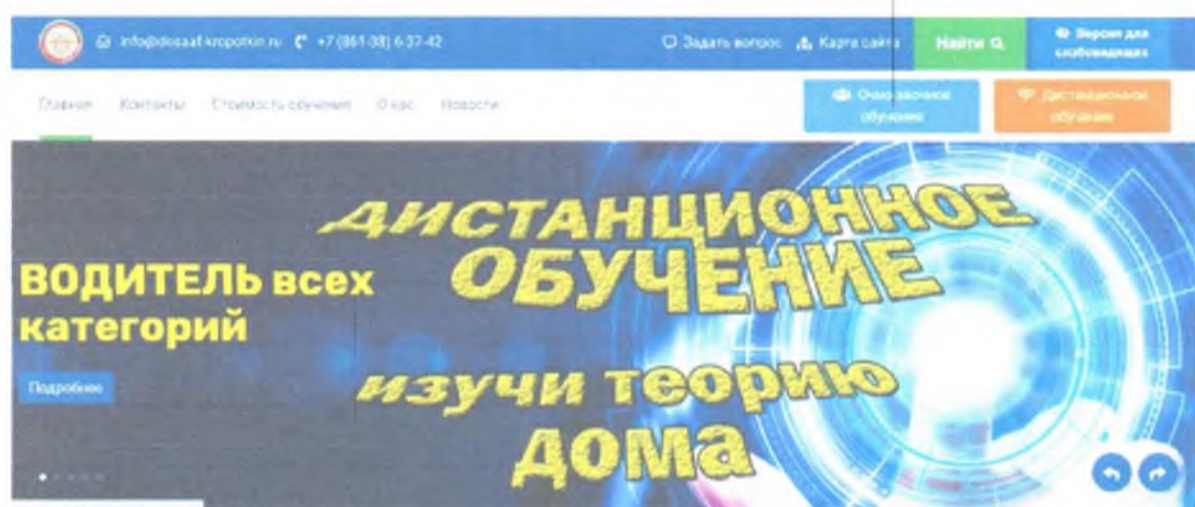 info@dosaaf-kropotkin.ru +7 (861-38) 6-37-42 Задать вопрос Карта сайта Найти Версия для
слабовидящих
Главная Контакты Стоимость обучения О нас Новости
Очно-заочное
обучение
Дистанционное
обучение
ДИСТАНЦИОННОЕ
ОБУЧЕНИЕ
ВОДИТЕЛЬ всех
категорий
изучи теорию
дома
Подробнее